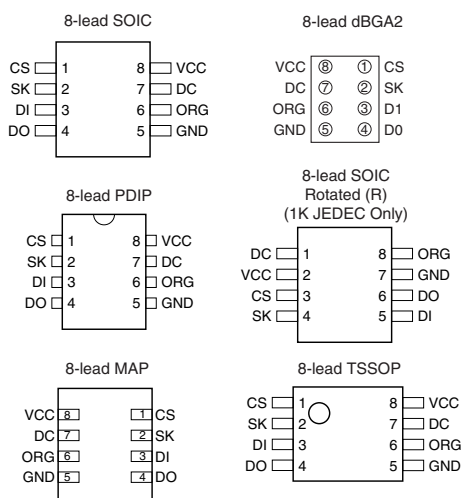 8-lead SOIC
CS 1 8 VCC
SK 2 7 DC
DI 3 6 ORG
DO 4 5 GND
8-lead dBGA2
VCC 8 1 CS
DC 7 2 SK
ORG 6 3 D1
GND 5 4 D0
8-lead PDIP
CS 1 8 VCC
SK 2 7 DC
DI 3 6 ORG
DO 4 5 GND
8-lead SOIC
Rotated (R)
(1K JEDEC Only)
DC 1 8 ORG
VCC 2 7 GND
CS 3 6 DO
SK 4 5 DI
8-lead MAP
VCC 8 1 CS
DC 7 2 SK
ORG 6 3 DI
GND 5 4 DO
8-lead TSSOP
CS 1 8 VCC
SK 2 7 DC
DI 3 6 ORG
DO 4 5 GND